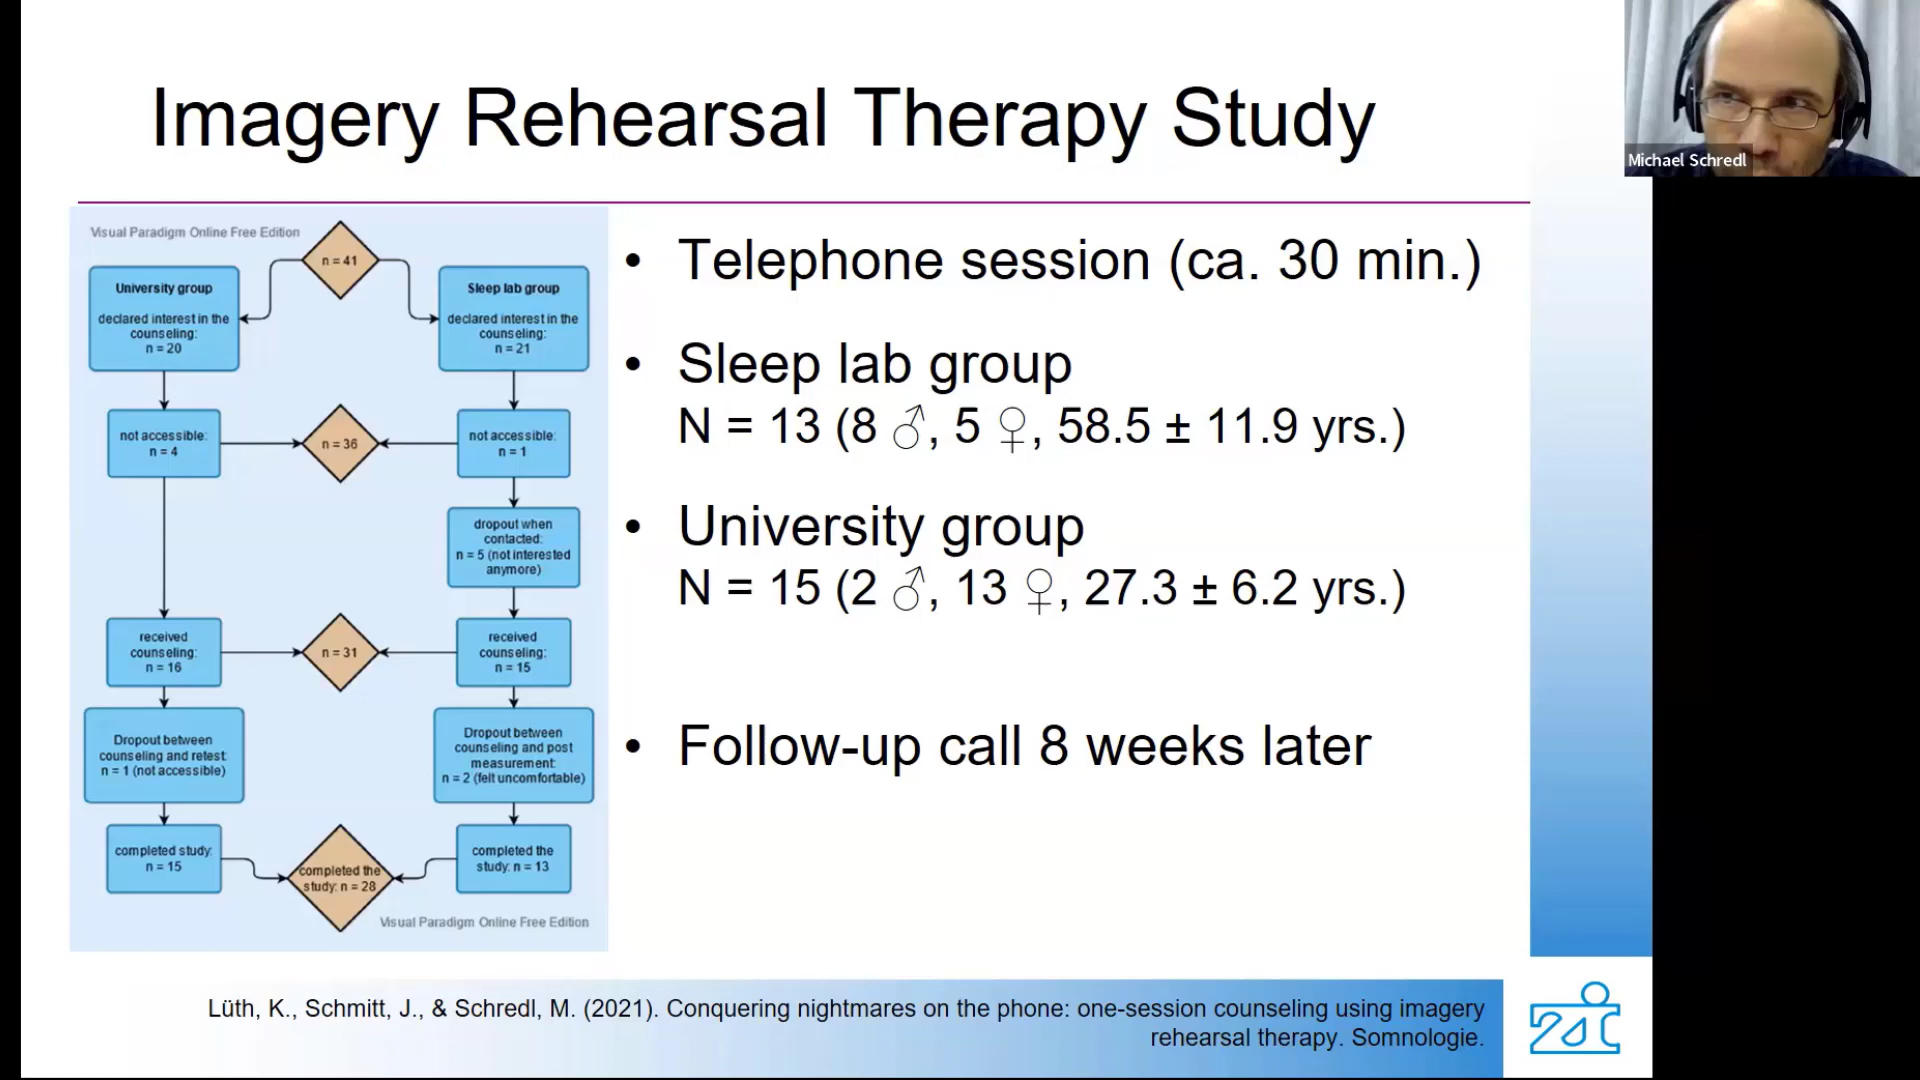 Imagery Rehearsal Therapy Study
Michael Schredl
Visual Paradigm Online Free Edition
n = 41
University group
declared interest in the
counseling:
n = 20
Sleep lab group
declared interest in the
counseling:
n = 21
not accessible:
n = 4
n = 36
not accessible:
n = 1
dropout when
contacted:
n = 5 (not interested
anymore)
received
counseling:
n = 16
n = 31
received
counseling:
n = 15
Dropout between
counseling and retest:
n = 1 (not accessible)
Dropout between
counseling and post
measurement:
n = 2 (felt uncomfortable)
completed study:
n = 15
completed the
study: n = 28
completed the
study: n = 13
Visual Paradigm Online Free Edition
• Telephone session (ca. 30 min.)
• Sleep lab group
N = 13 (8 ♂, 5 ♀, 58.5 ± 11.9 yrs.)
• University group
N = 15 (2 ♂, 13 ♀, 27.3 ± 6.2 yrs.)
• Follow-up call 8 weeks later
Lüth, K., Schmitt, J., & Schredl, M. (2021). Conquering nightmares on the phone: one-session counseling using imagery
rehearsal therapy. Somnologie.